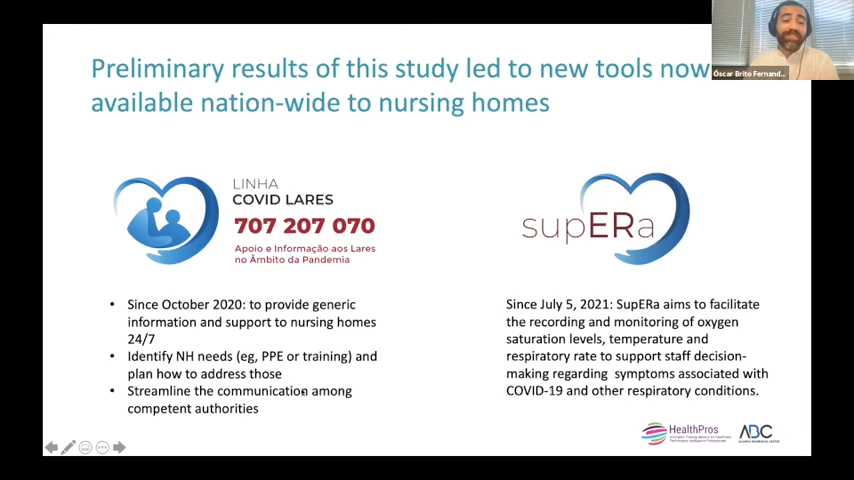 Preliminary results of this study led to new tools now
available nation-wide to nursing homes
Óscar Brito Fernand...
LINHA
COVID LARES
707 207 070
Apoio e Informação aos Lares
no Âmbito da Pandemia
supERa
• Since October 2020: to provide generic
information and support to nursing homes
24/7
• Identify NH needs (eg, PPE or training) and
plan how to address those
• Streamline the communication among
competent authorities
Since July 5, 2021: SupERa aims to facilitate
the recording and monitoring of oxygen
saturation levels, temperature and
respiratory rate to support staff decision-
making regarding symptoms associated with
COVID-19 and other respiratory conditions.
HealthPros
ABC